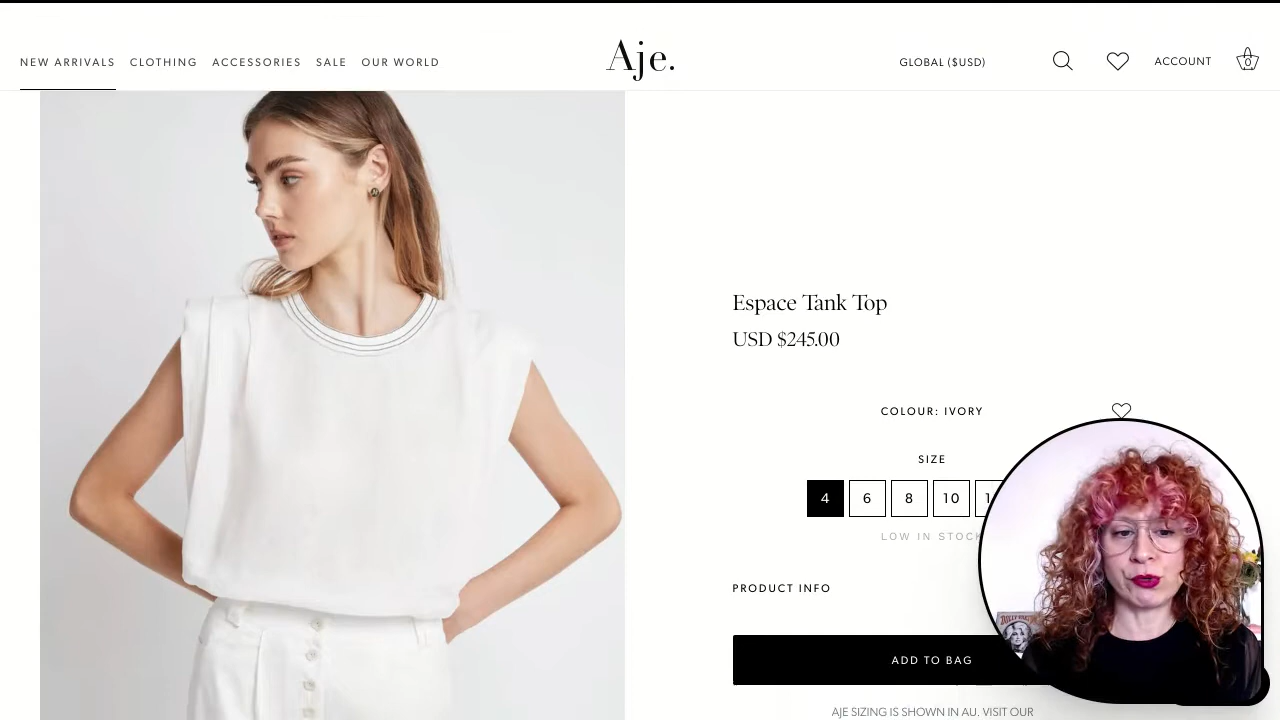 NEW ARRIVALS CLOTHING ACCESSORIES SALE OUR WORLD
Aje.
GLOBAL ($USD)
ACCOUNT
0
Espace Tank Top
USD $245.00
COLOUR: IVORY
SIZE
4 6 8 10
LOW IN STOCK
PRODUCT INFO
ADD TO BAG
AJE SIZING IS SHOWN IN AU. VISIT OUR